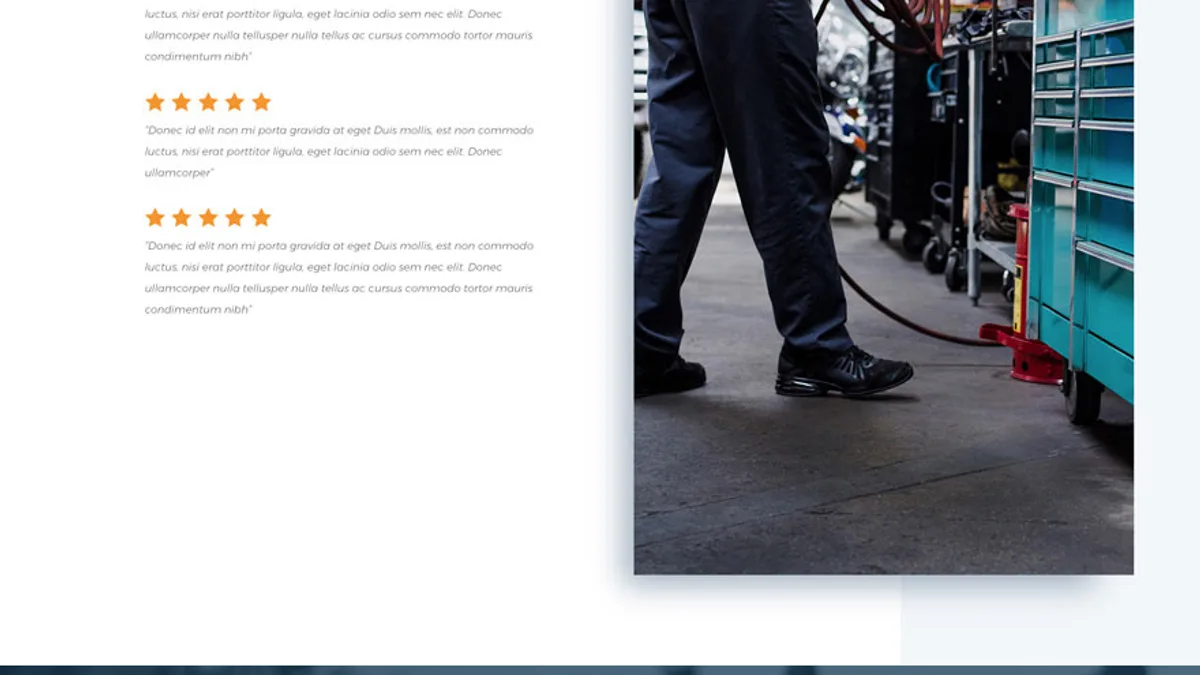 luctus, nisi erat porttitor ligula, eget lacinia odio sem nec elit. Donec
ullamcorper nulla tellusper nulla tellus ac cursus commodo tortor mauris
condimentum nibh"
"Donec id elit non mi porta gravida at eget Duis mollis, est non commodo
luctus, nisi erat porttitor ligula, eget lacinia odio sem nec elit. Donec
ullamcorper"
"Donec id elit non mi porta gravida at eget Duis mollis, est non commodo
luctus, nisi erat porttitor ligula, eget lacinia odio sem nec elit. Donec
ullamcorper nulla tellusper nulla tellus ac cursus commodo tortor mauris
condimentum nibh"